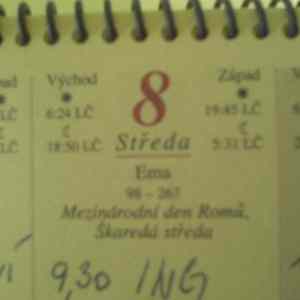 Východ Západ
8
6:24 LČ 19:45 LČ
18:50 LČ 5:31 LČ
Středa
Ema
98 – 267
Mezinárodní den Romů,
Škaredá středa
9,30 ING